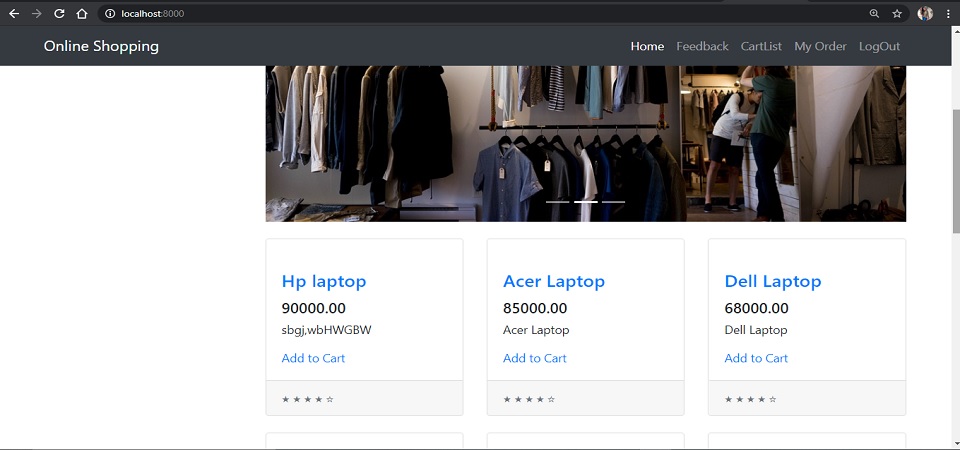 localhost:8000
Online Shopping
Home Feedback CartList My Order LogOut
Hp laptop
90000.00
sbgj,wbHWGBW
Add to Cart
★ ★ ★ ★ ☆
Acer Laptop
85000.00
Acer Laptop
Add to Cart
★ ★ ★ ★ ☆
Dell Laptop
68000.00
Dell Laptop
Add to Cart
★ ★ ★ ★ ☆